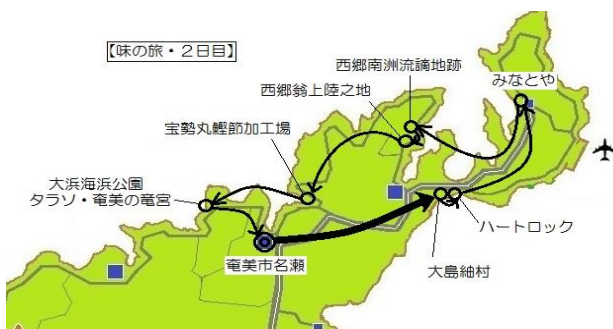 【味の旅・２日目】
西郷南洲流謫地跡
みなとや
西郷翁上陸之地
宝勢丸鰹節加工場
大浜海浜公園
タラソ・奄美の竜宮
ハートロック
奄美市名瀬
大島紬村